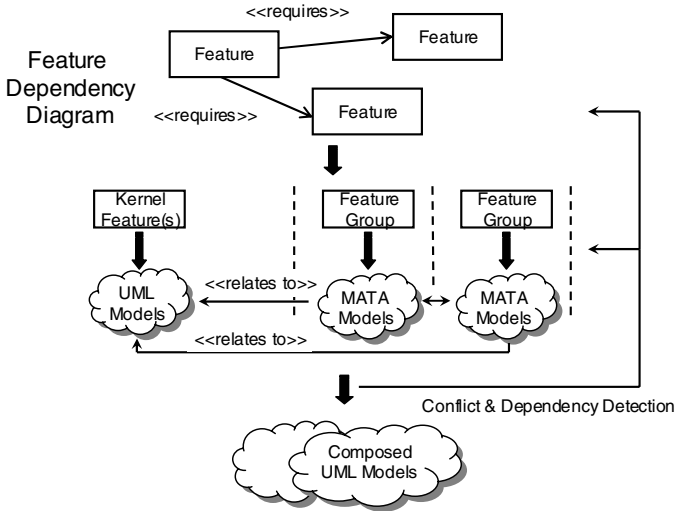 <<requires>>
Feature
Feature
Feature
Dependency
Diagram
<<requires>>
Feature
Kernel
Feature(s)
Feature
Group
Feature
Group
<<relates to>>
UML
Models
MATA
Models
MATA
Models
<<relates to>>
Conflict & Dependency Detection
Composed
UML Models